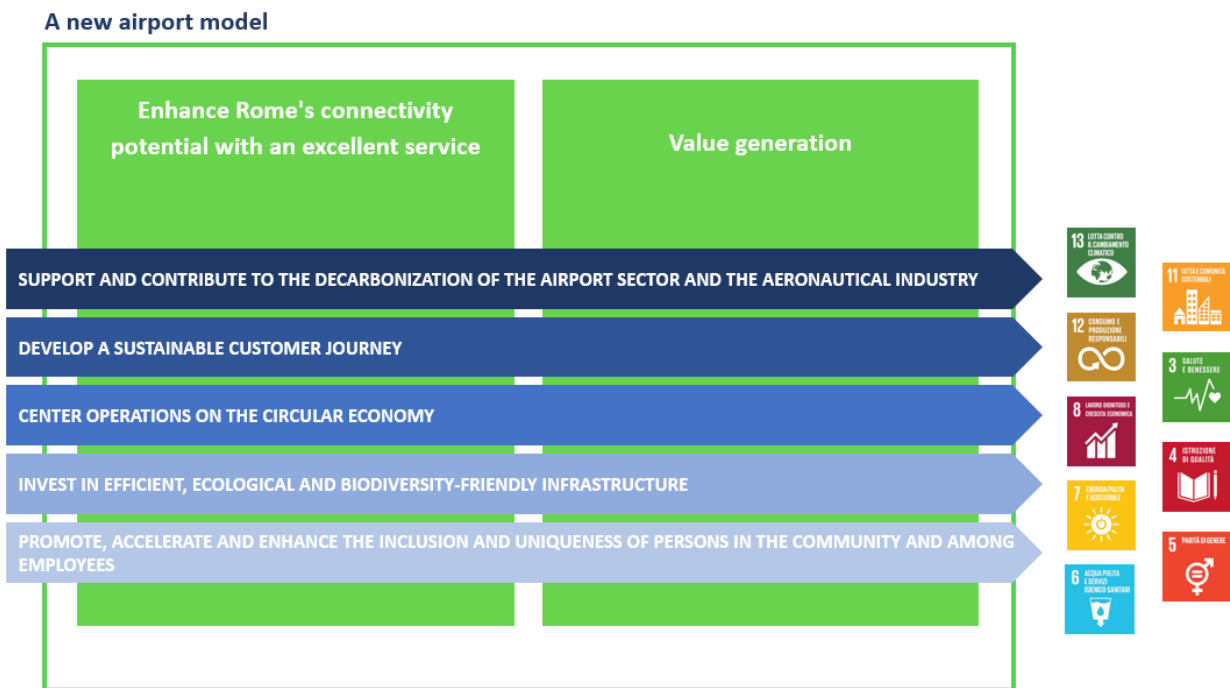 A new airport model
Enhance Rome's connectivity
potential with an excellent service
Value generation
SUPPORT AND CONTRIBUTE TO THE DECARBONIZATION OF THE AIRPORT SECTOR AND THE AERONAUTICAL INDUSTRY
DEVELOP A SUSTAINABLE CUSTOMER JOURNEY
CENTER OPERATIONS ON THE CIRCULAR ECONOMY
INVEST IN EFFICIENT, ECOLOGICAL AND BIODIVERSITY-FRIENDLY INFRASTRUCTURE
PROMOTE, ACCELERATE AND ENHANCE THE INCLUSION AND UNIQUENESS OF PERSONS IN THE COMMUNITY AND AMONG
EMPLOYEES
13 LOTTA CONTRO
IL CAMBIAMENTO
CLIMATICO
11 CITTÀ E COMUNITÀ
SOSTENIBILI
12 CONSUMO E
PRODUZIONE
RESPONSABILI
3 SALUTE
E BENESSERE
8 LAVORO DIGNITOSO E
CRESCITA ECONOMICA
4 ISTRUZIONE
DI QUALITÀ
7 ENERGIA PULITA
E ACCESSIBILE
5 PARITÀ DI GENERE
6 ACQUA PULITA
E SERVIZI
IGIENICO-SANITARI